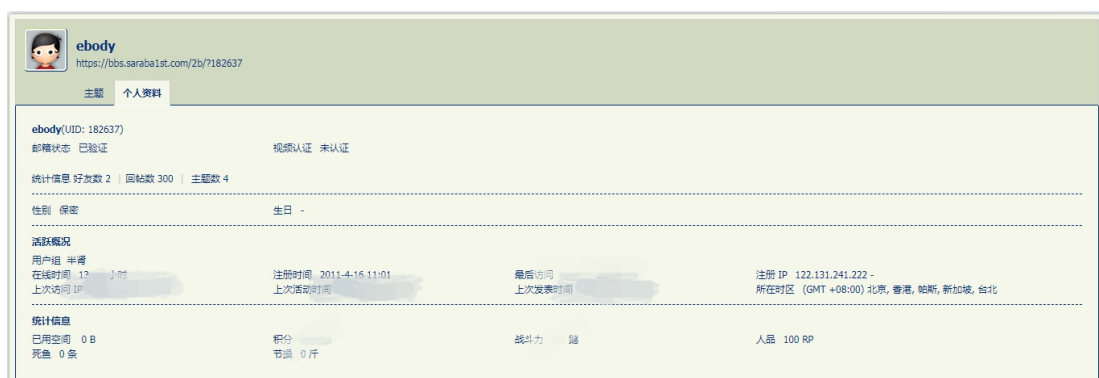 ebody
https://bbs.saraba1st.com/2b/?182637
主题 个人资料
ebody(UID: 182637)
邮箱状态 已验证 视频认证 未认证
统计信息 好友数 2 | 回帖数 300 | 主题数 4
性别 保密 生日 -
活跃概况
用户组 半肾
在线时间 小时 注册时间 2011-4-16 11:01 最后访问 注册 IP 122.131.241.222 -
上次访问 IP 上次活动时间 上次发表时间 所在时区 (GMT +08:00) 北京, 香港, 帕斯, 新加坡, 台北
统计信息
已用空间 0 B 积分 战斗力 人品 100 RP
死鱼 0 条 节操 0 斤